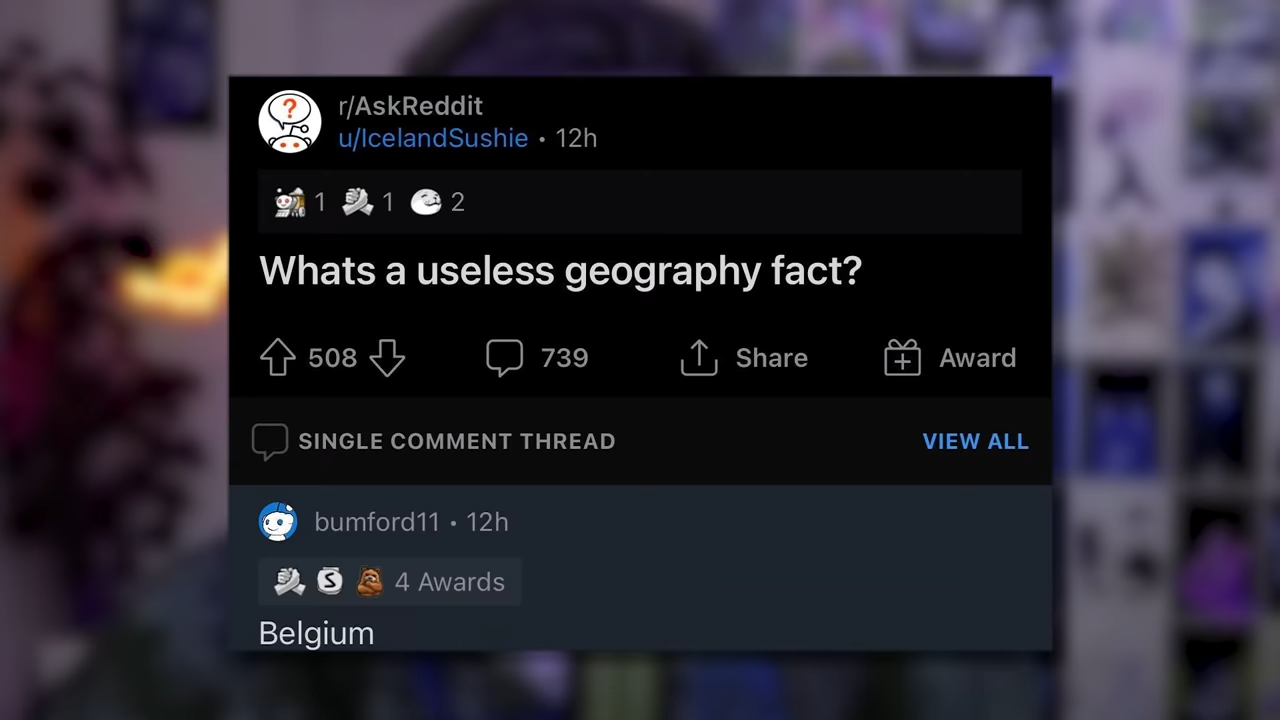 r/AskReddit
u/IcelandSushie • 12h
1 1 2
Whats a useless geography fact?
508 739 Share Award
SINGLE COMMENT THREAD VIEW ALL
bumford11 • 12h
S 4 Awards
Belgium